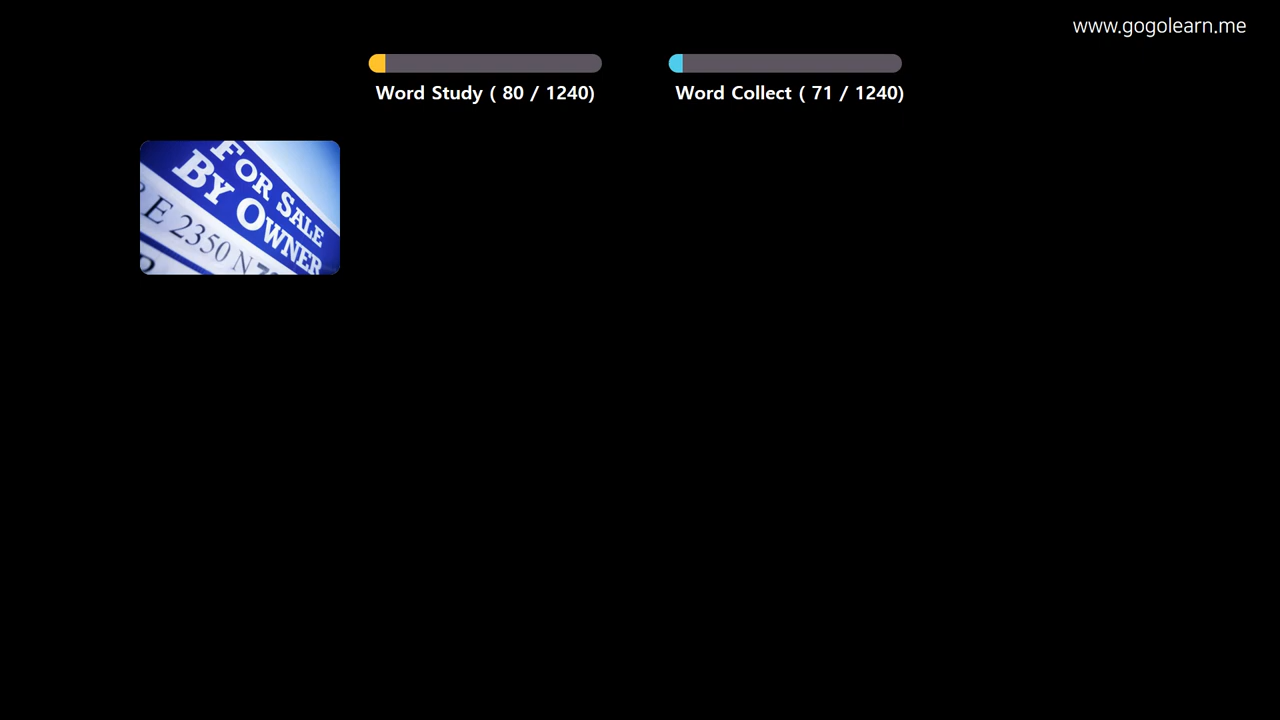 www.gogolearn.me
Word Study ( 80 / 1240)
Word Collect ( 71 / 1240)
FOR SALE
BY OWNER
E 2350 N